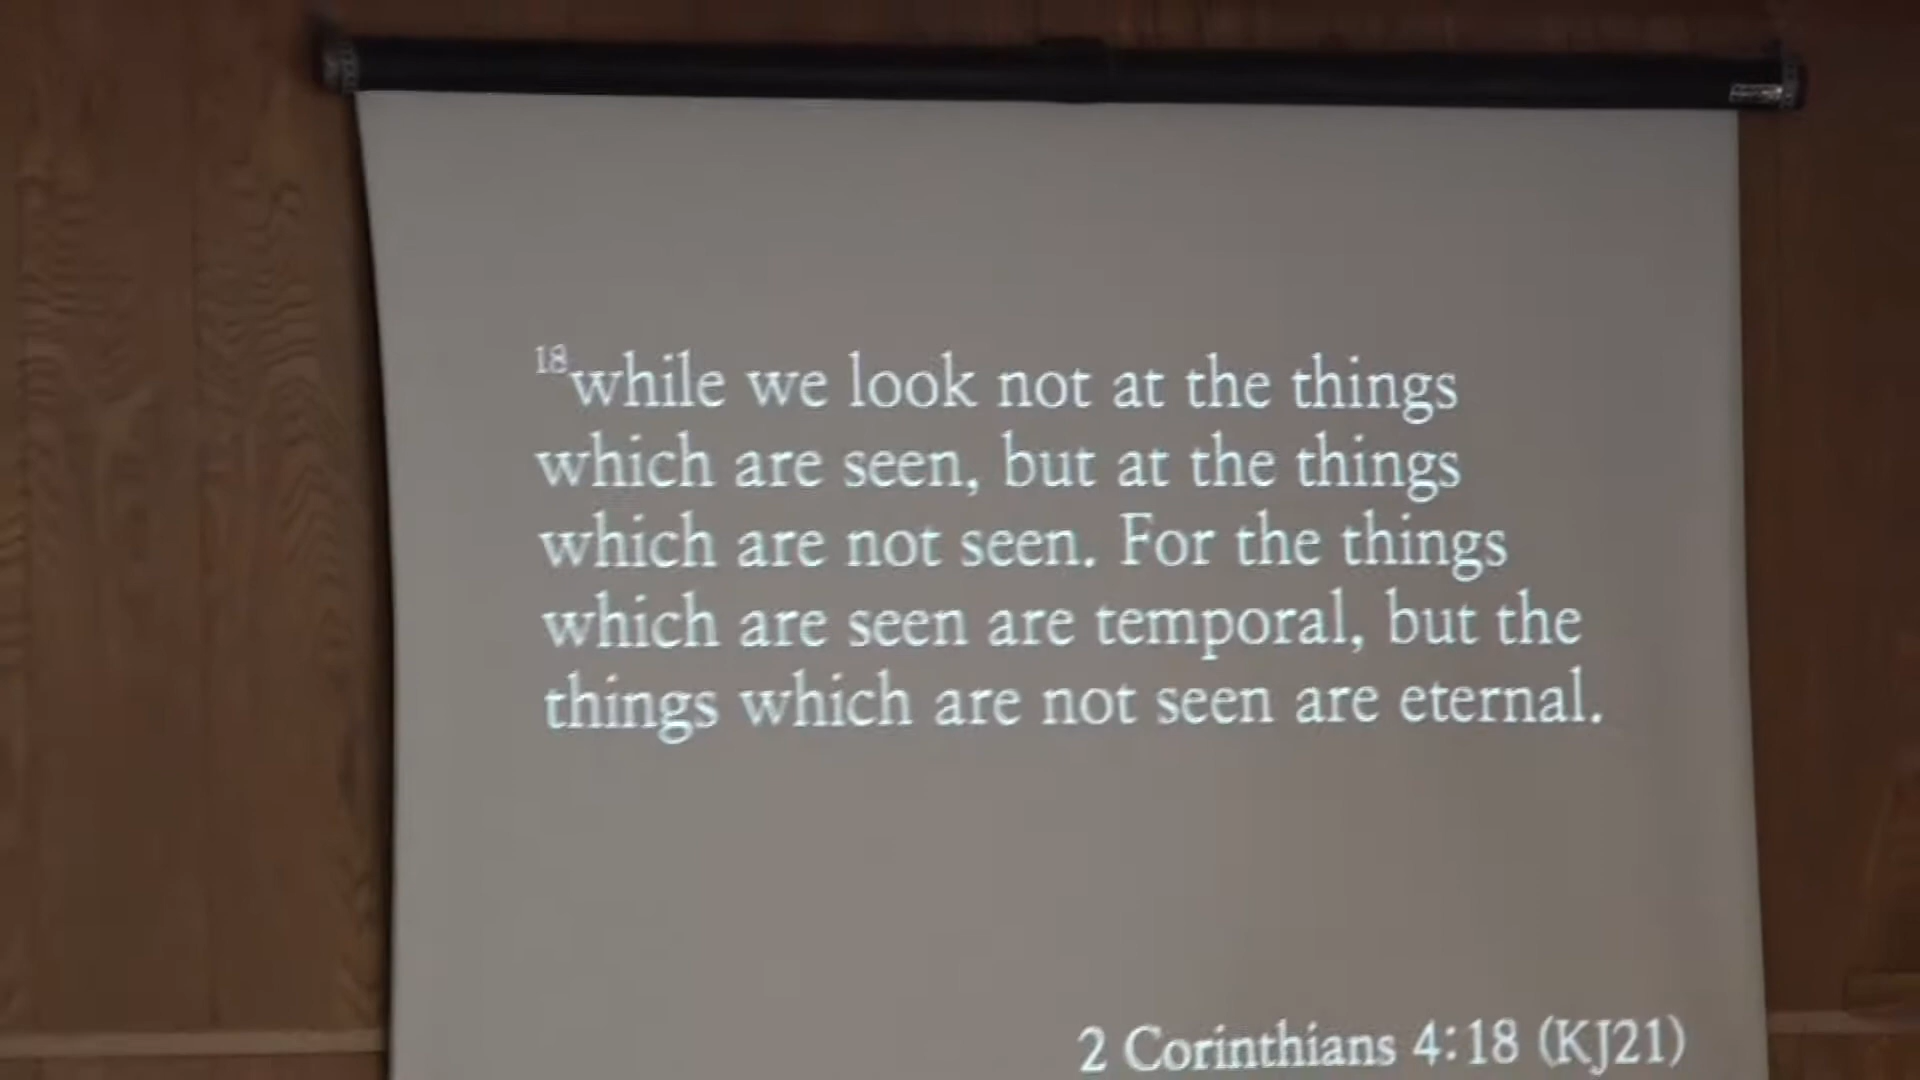 18while we look not at the things
which are seen, but at the things
which are not seen. For the things
which are seen are temporal, but the
things which are not seen are eternal.
2 Corinthians 4:18 (KJ21)